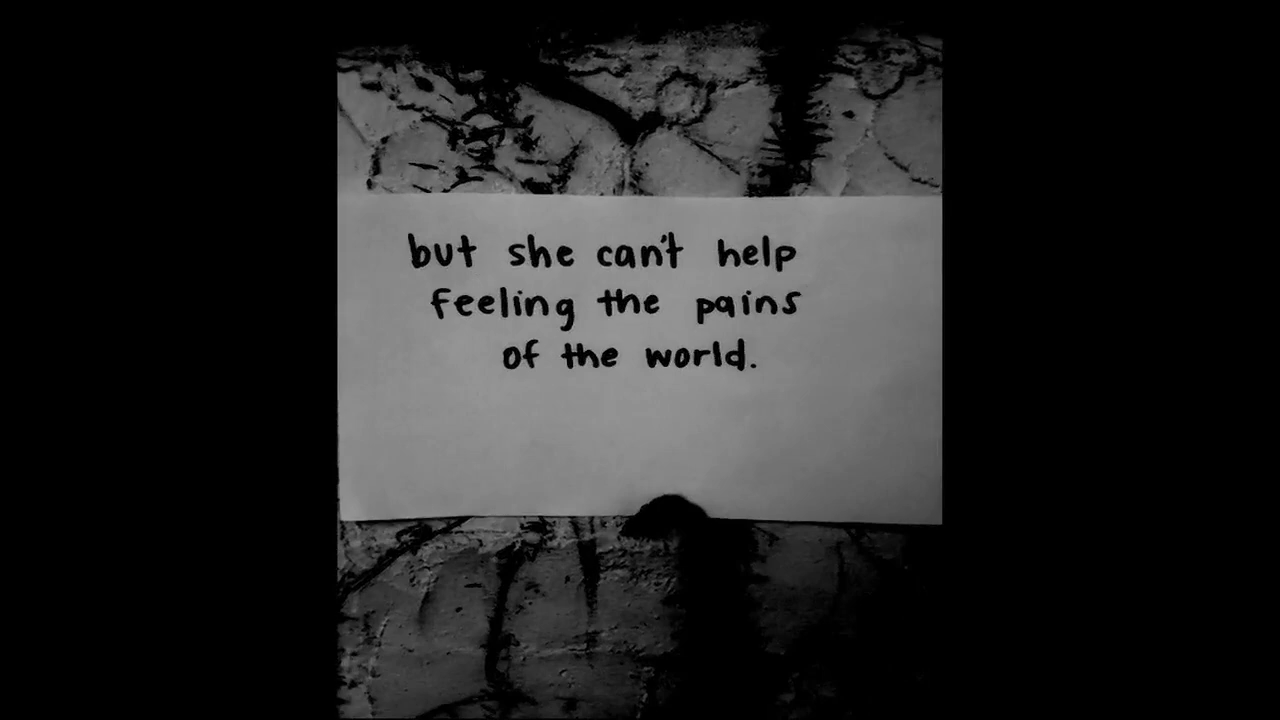 but she can't help
feeling the pains
of the world.